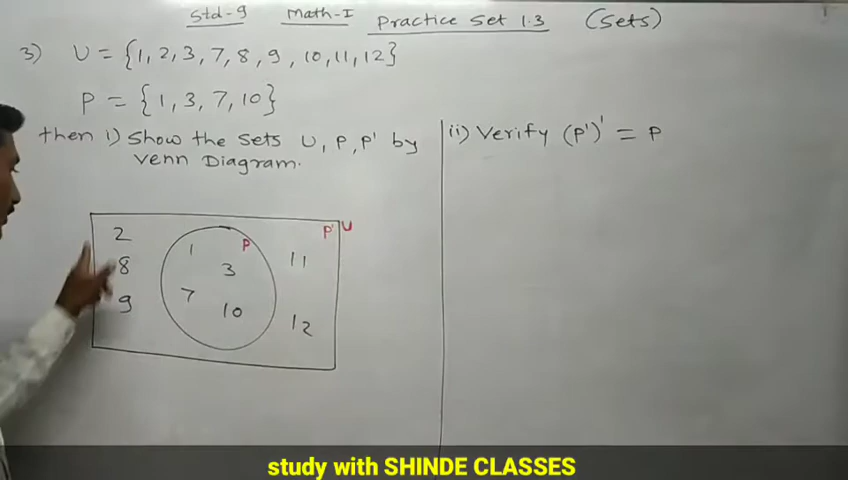 Std-9 Math-I Practice Set 1.3 (Sets)
3) U = {1, 2, 3, 7, 8, 9, 10, 11, 12}
P = {1, 3, 7, 10}
then i) Show the Sets U, P, P' by
Venn Diagram.
ii) Verify (P')' = P
P' U
2 1 P 11
8 3
9 7 10 12
study with SHINDE CLASSES